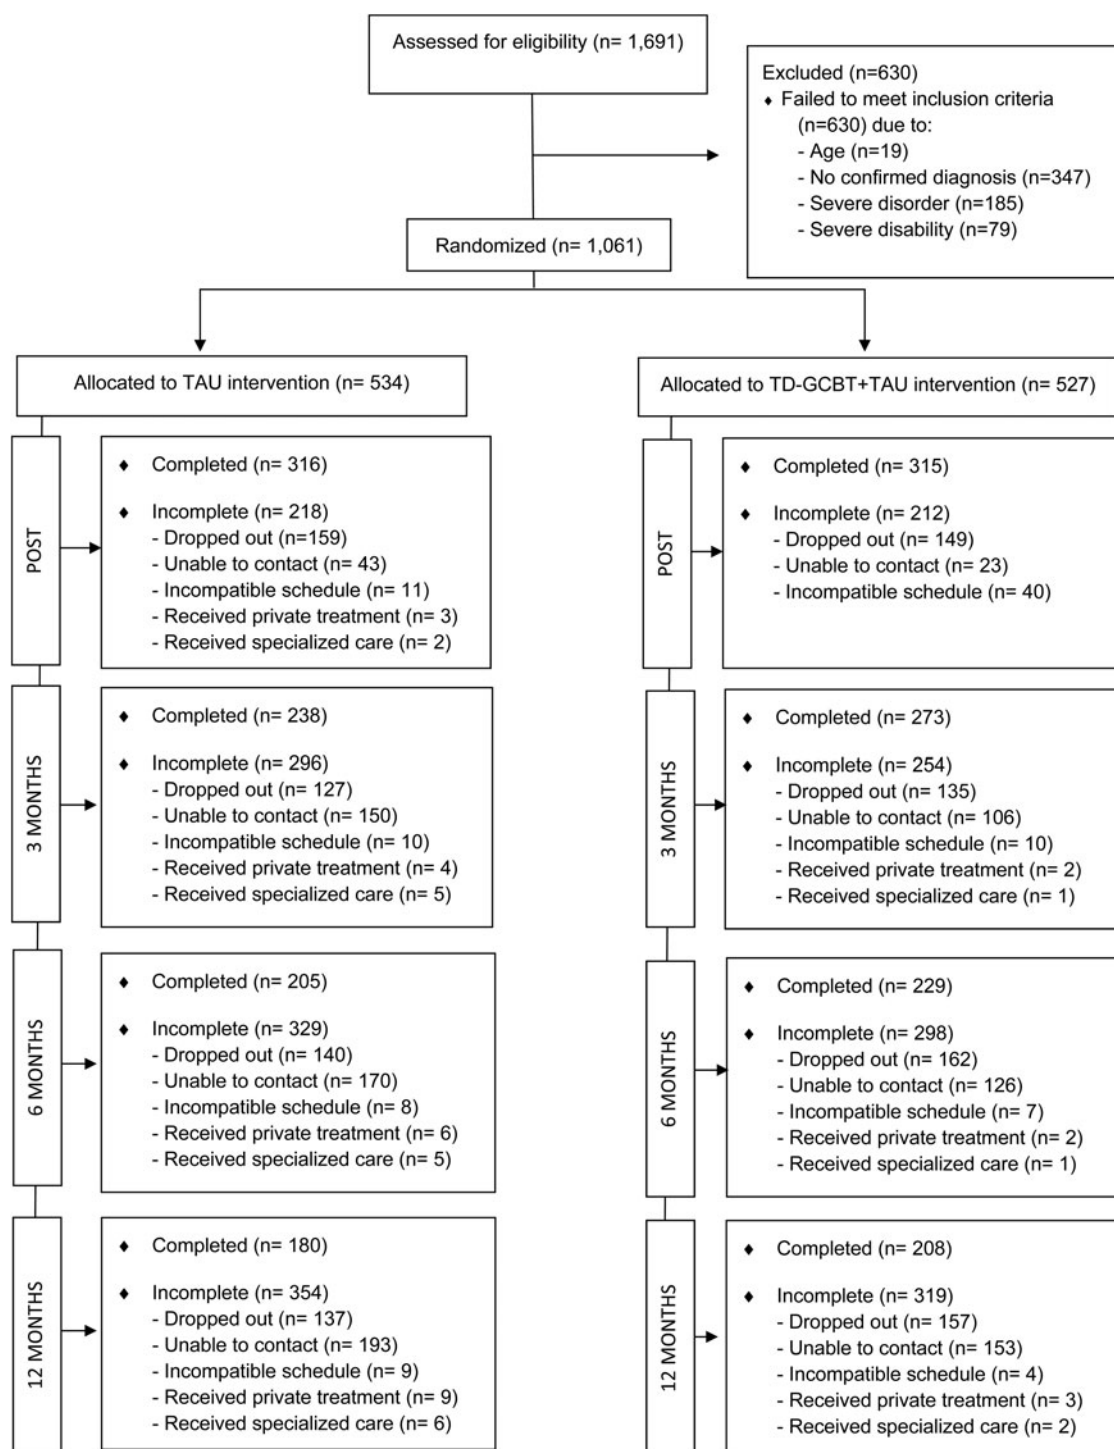 Assessed for eligibility (n= 1,691)
Excluded (n=630)
♦ Failed to meet inclusion criteria
(n=630) due to:
- Age (n=19)
- No confirmed diagnosis (n=347)
- Severe disorder (n=185)
- Severe disability (n=79)
Randomized (n= 1,061)
Allocated to TAU intervention (n= 534)
POST
♦ Completed (n= 316)
♦ Incomplete (n= 218)
- Dropped out (n=159)
- Unable to contact (n= 43)
- Incompatible schedule (n= 11)
- Received private treatment (n= 3)
- Received specialized care (n= 2)
3 MONTHS
♦ Completed (n= 238)
♦ Incomplete (n= 296)
- Dropped out (n= 127)
- Unable to contact (n= 150)
- Incompatible schedule (n= 10)
- Received private treatment (n= 4)
- Received specialized care (n= 5)
6 MONTHS
♦ Completed (n= 205)
♦ Incomplete (n= 329)
- Dropped out (n= 140)
- Unable to contact (n= 170)
- Incompatible schedule (n= 8)
- Received private treatment (n= 6)
- Received specialized care (n= 5)
12 MONTHS
♦ Completed (n= 180)
♦ Incomplete (n= 354)
- Dropped out (n= 137)
- Unable to contact (n= 193)
- Incompatible schedule (n= 9)
- Received private treatment (n= 9)
- Received specialized care (n= 6)
Allocated to TD-GCBT+TAU intervention (n= 527)
POST
♦ Completed (n= 315)
♦ Incomplete (n= 212)
- Dropped out (n= 149)
- Unable to contact (n= 23)
- Incompatible schedule (n= 40)
3 MONTHS
♦ Completed (n= 273)
♦ Incomplete (n= 254)
- Dropped out (n= 135)
- Unable to contact (n= 106)
- Incompatible schedule (n= 10)
- Received private treatment (n= 2)
- Received specialized care (n= 1)
6 MONTHS
♦ Completed (n= 229)
♦ Incomplete (n= 298)
- Dropped out (n= 162)
- Unable to contact (n= 126)
- Incompatible schedule (n= 7)
- Received private treatment (n= 2)
- Received specialized care (n= 1)
12 MONTHS
♦ Completed (n= 208)
♦ Incomplete (n= 319)
- Dropped out (n= 157)
- Unable to contact (n= 153)
- Incompatible schedule (n= 4)
- Received private treatment (n= 3)
- Received specialized care (n= 2)